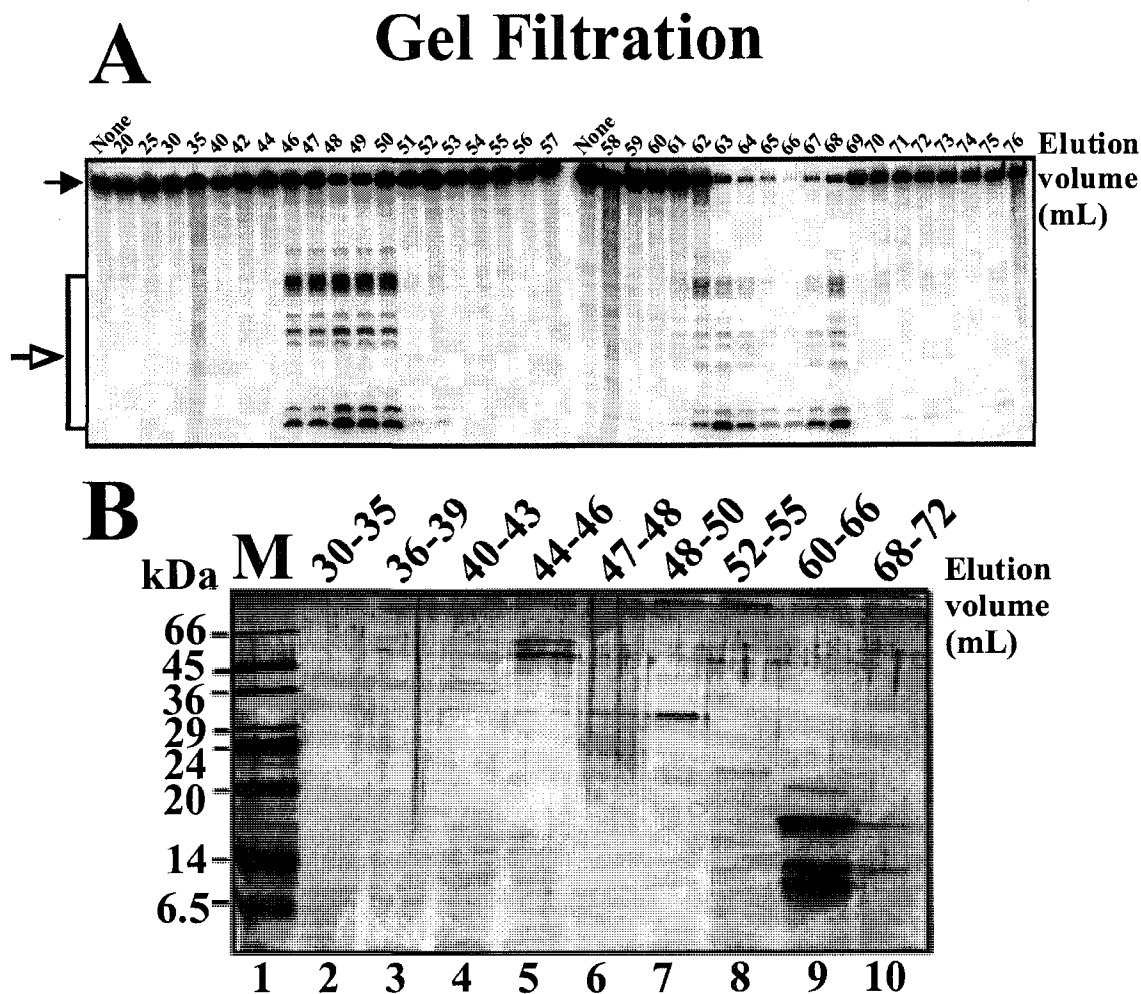 Gel Filtration
A
None 20 25 30 35 40 42 44 46 47 48 49 50 51 52 53 54 55 56 57 None 58 59 60 61 62 63 64 65 66 67 68 69 70 71 72 73 74 75 76
Elution
volume
(mL)
B
kDa M 30-35 36-39 40-43 44-46 47-48 48-50 52-55 60-66 68-72
Elution
volume
(mL)
66
45
36
29
24
20
14
6.5
1 2 3 4 5 6 7 8 9 10